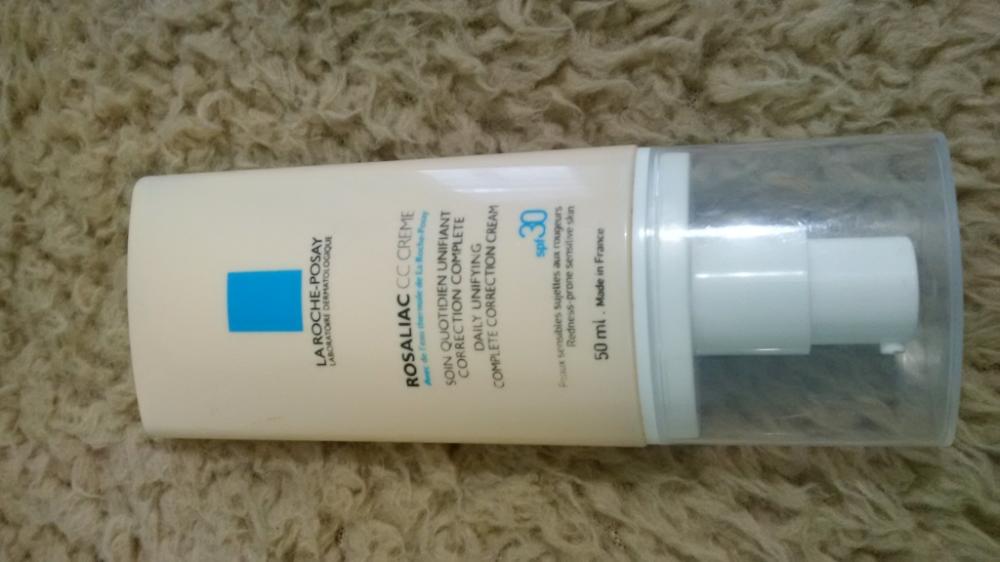 LA ROCHE-POSAY
LABORATOIRE DERMATOLOGIQUE
ROSALIAC CC CREME
Avec de l'eau thermale de La Roche-Posay
SOIN QUOTIDIEN UNIFIANT
CORRECTION COMPLETE
DAILY UNIFYING
COMPLETE CORRECTION CREAM
spf30
Peaux sensibles sujettes aux rougeurs
Redness-prone sensitive skin
50 ml . Made in France